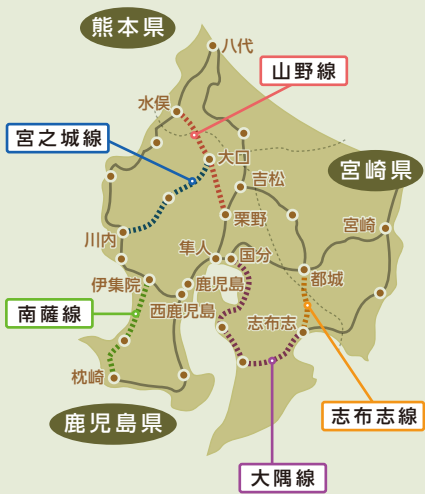 熊本県
八代
山野線
水俣
宮之城線
大口
吉松
宮崎県
栗野
宮崎
川内
隼人
国分
都城
伊集院
鹿児島
南薩線
西鹿児島
志布志
枕崎
鹿児島県
志布志線
大隅線